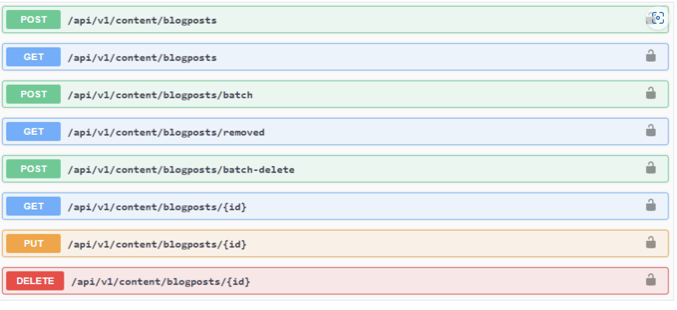 POST /api/v1/content/blogposts
GET /api/v1/content/blogposts
POST /api/v1/content/blogposts/batch
GET /api/v1/content/blogposts/removed
POST /api/v1/content/blogposts/batch-delete
GET /api/v1/content/blogposts/{id}
PUT /api/v1/content/blogposts/{id}
DELETE /api/v1/content/blogposts/{id}